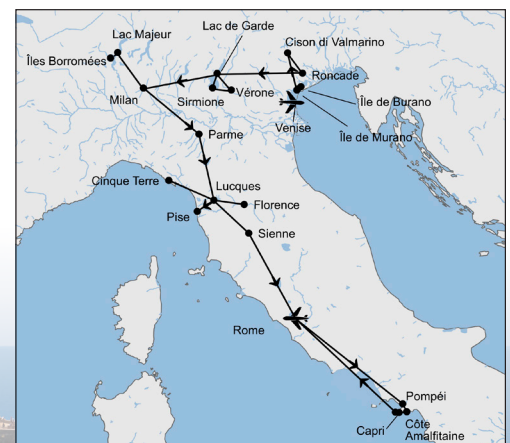 Lac de Garde
Lac Majeur
Cison di Valmarino
Îles Borromées
Roncade
Milan
Sirmione
Vérone
Île de Burano
Venise
Île de Murano
Parme
Cinque Terre
Lucques
Florence
Pise
Sienne
Rome
Pompéi
Capri
Côte
Amalfitaine